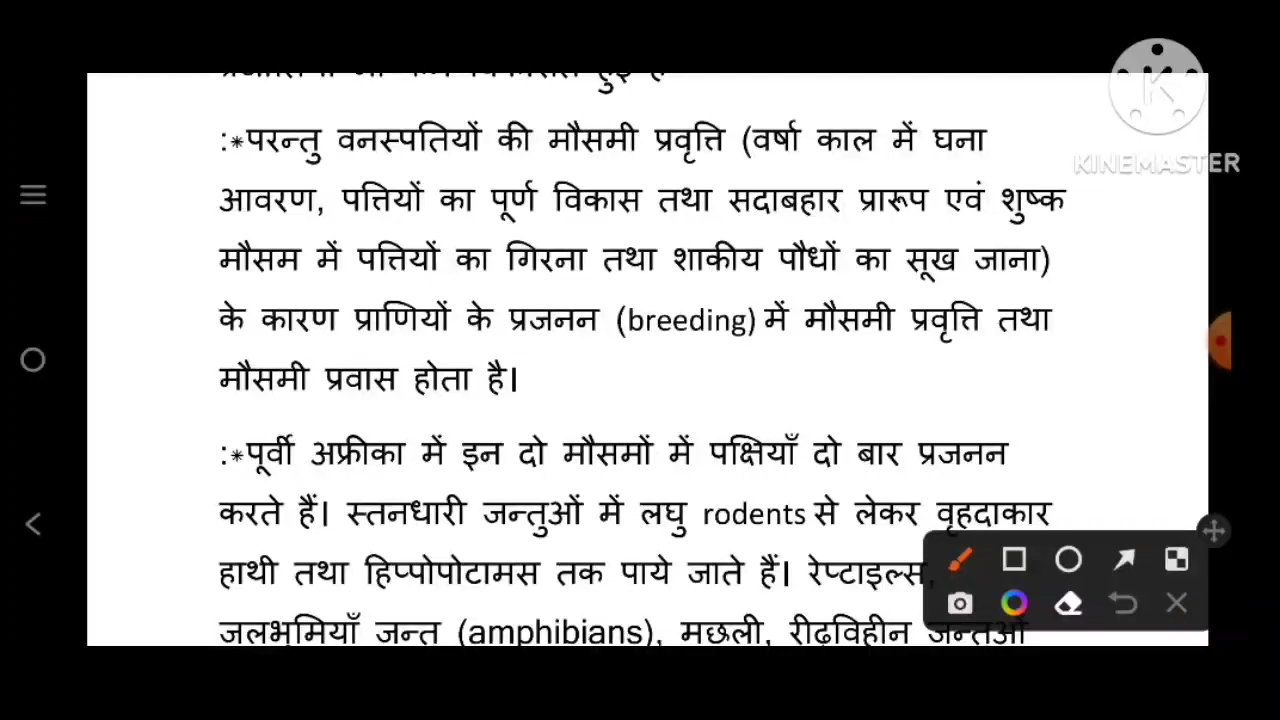 KINEMASTER
:*परन्तु वनस्पतियों की मौसमी प्रवृत्ति (वर्षा काल में घना
आवरण, पत्तियों का पूर्ण विकास तथा सदाबहार प्रारूप एवं शुष्क
मौसम में पत्तियों का गिरना तथा शाकीय पौधों का सूख जाना)
के कारण प्राणियों के प्रजनन (breeding) में मौसमी प्रवृत्ति तथा
मौसमी प्रवास होता है।
:*पूर्वी अफ्रीका में इन दो मौसमों में पक्षियाँ दो बार प्रजनन
करते हैं। स्तनधारी जन्तुओं में लघु rodents से लेकर वृहदाकार
हाथी तथा हिप्पोपोटामस तक पाये जाते हैं। रेप्टाइल्स,
जलभूमियाँ जन्तु (amphibians), मछली, रीढ़विहीन जन्तुओं